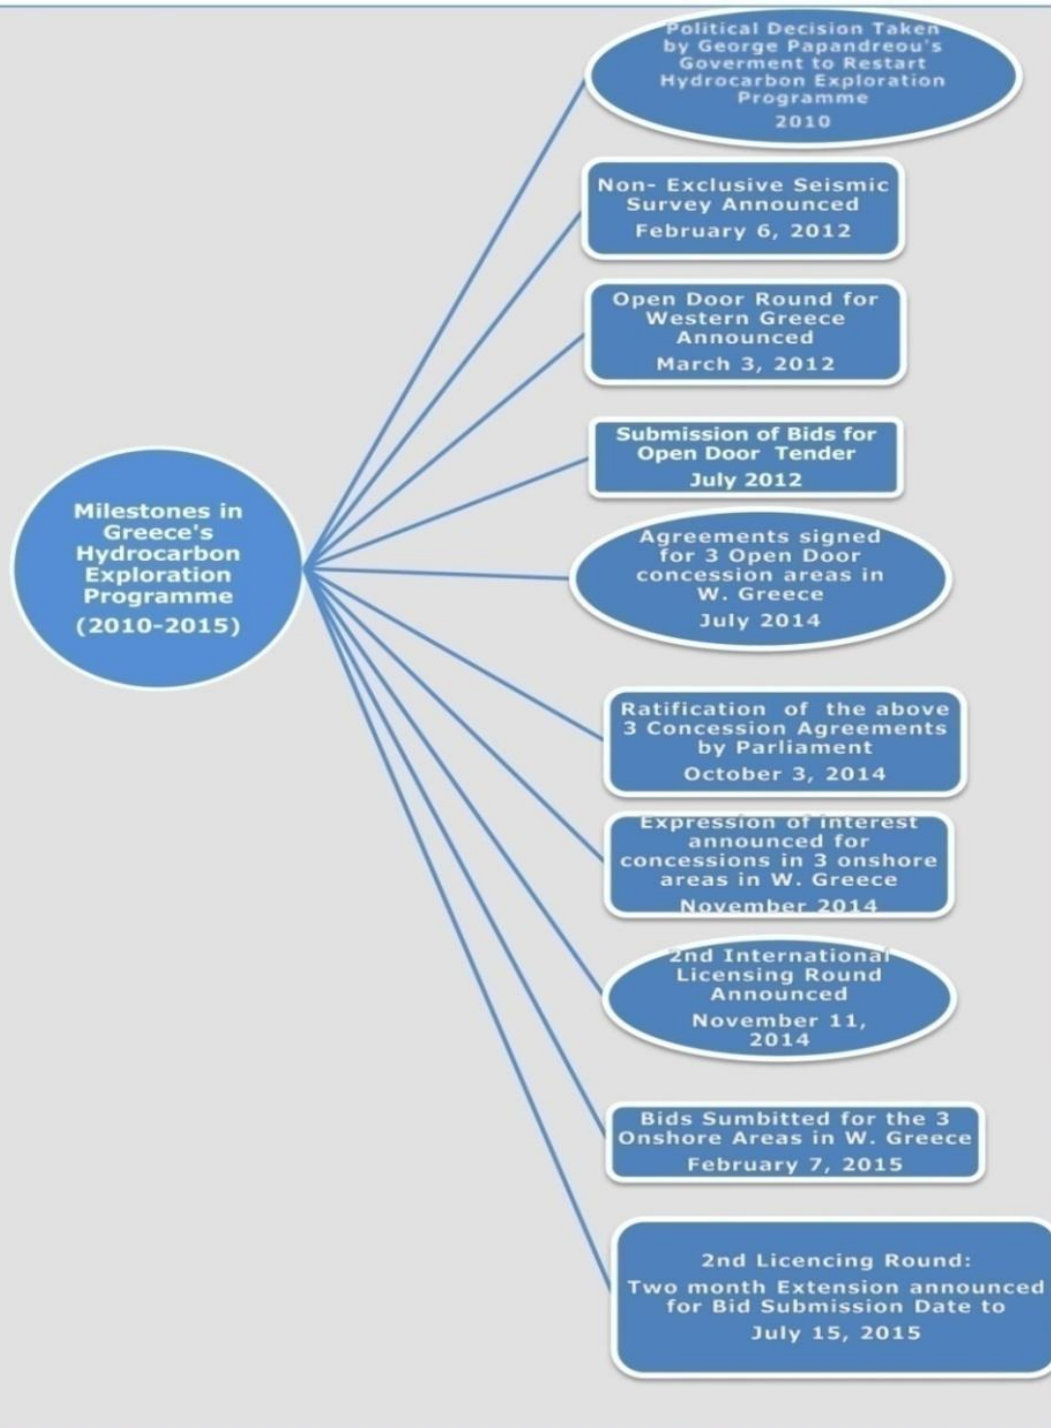 Milestones in
Greece's
Hydrocarbon
Exploration
Programme
(2010-2015)
Political Decision Taken
by George Papandreou's
Goverment to Restart
Hydrocarbon Exploration
Programme
2010
Non- Exclusive Seismic
Survey Announced
February 6, 2012
Open Door Round for
Western Greece
Announced
March 3, 2012
Submission of Bids for
Open Door Tender
July 2012
Agreements signed
for 3 Open Door
concession areas in
W. Greece
July 2014
Ratification of the above
3 Concession Agreements
by Parliament
October 3, 2014
Expression of interest
announced for
concessions in 3 onshore
areas in W. Greece
November 2014
2nd International
Licensing Round
Announced
November 11,
2014
Bids Sumbitted for the 3
Onshore Areas in W. Greece
February 7, 2015
2nd Licencing Round:
Two month Extension announced
for Bid Submission Date to
July 15, 2015